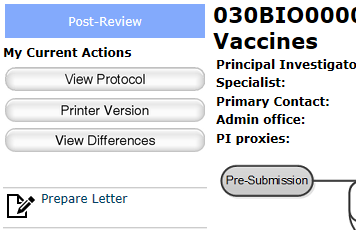 Post-Review
My Current Actions
View Protocol
Printer Version
View Differences
Prepare Letter
030BIO0000
Vaccines
Principal Investigato
Specialist:
Primary Contact:
Admin office:
PI proxies:
Pre-Submission